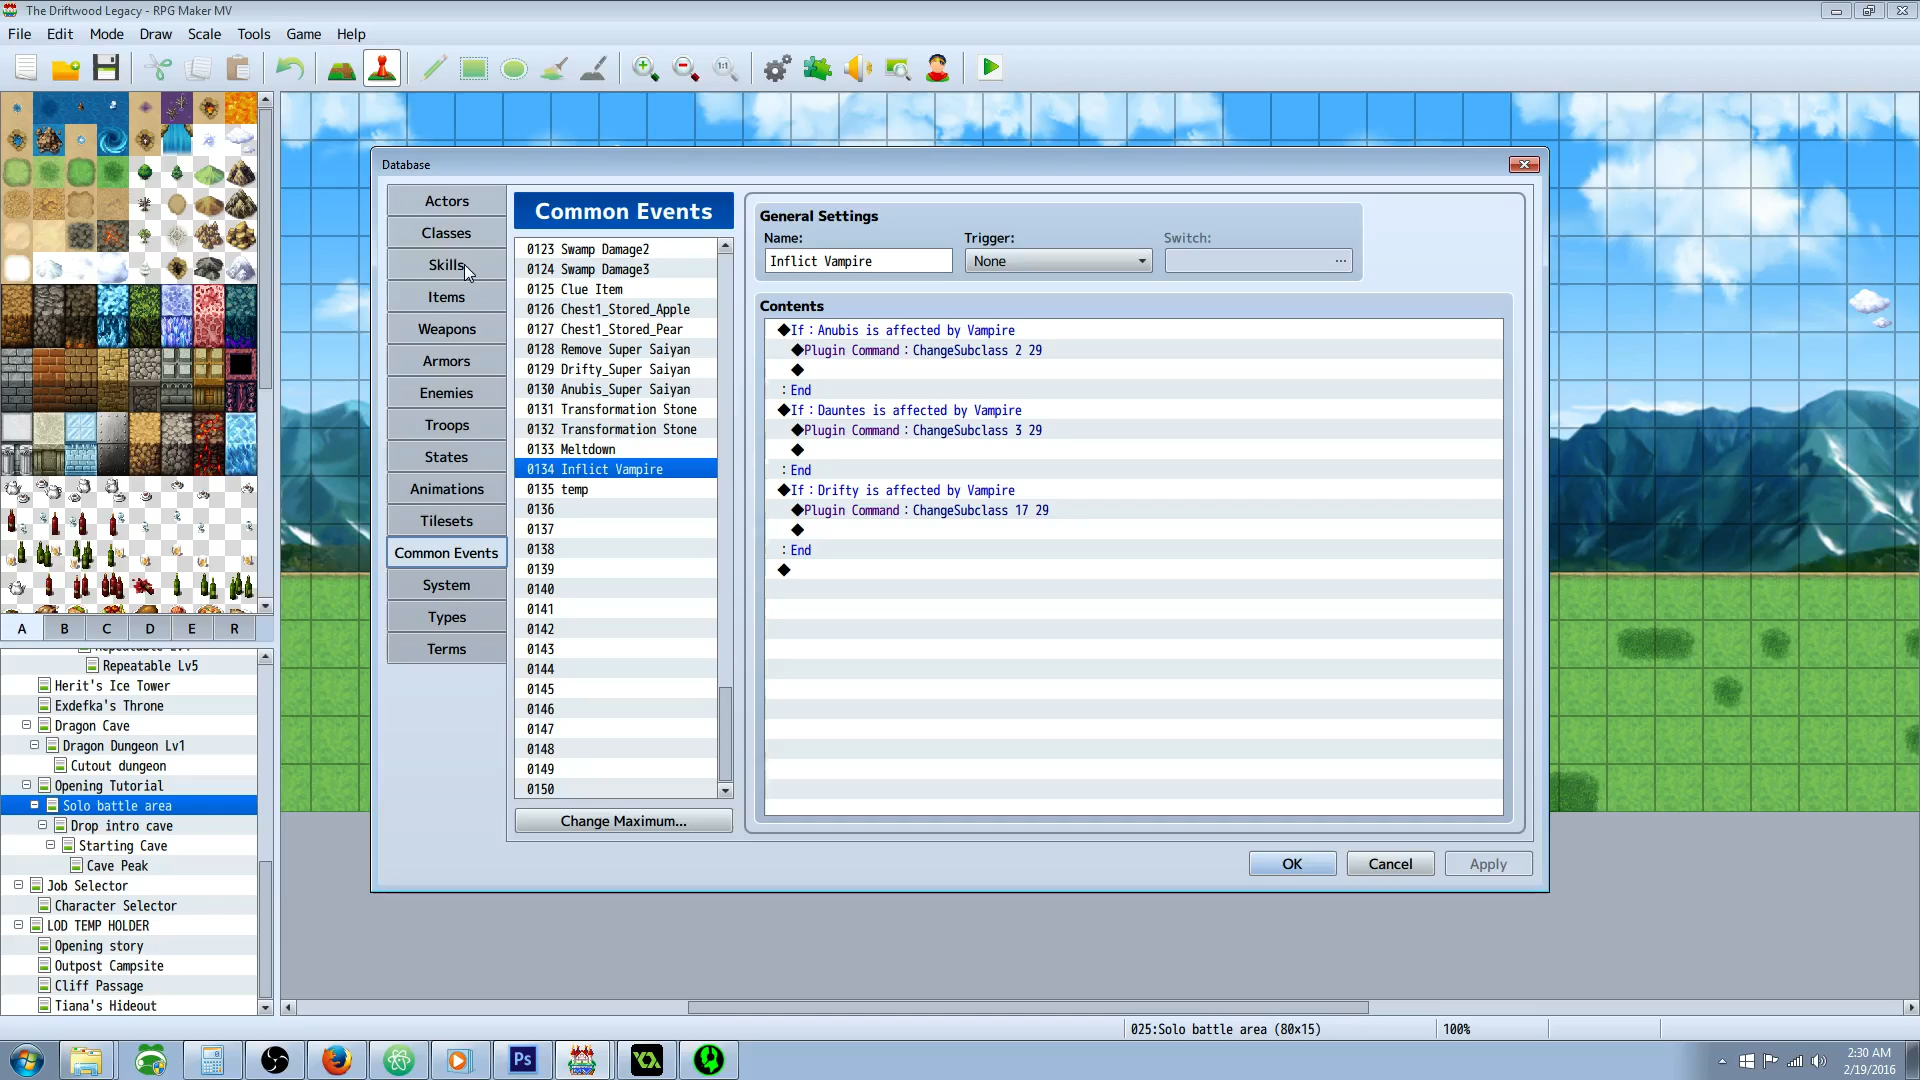 The Driftwood Legacy - RPG Maker MV
File Edit Mode Draw Scale Tools Game Help
1:1
Database
Actors
Classes
Skills
Items
Weapons
Armors
Enemies
Troops
States
Animations
Tilesets
Common Events
System
Types
Terms
Common Events
0123 Swamp Damage2
0124 Swamp Damage3
0125 Clue Item
0126 Chest1_Stored_Apple
0127 Chest1_Stored_Pear
0128 Remove Super Saiyan
0129 Drifty_Super Saiyan
0130 Anubis_Super Saiyan
0131 Transformation Stone
0132 Transformation Stone
0133 Meltdown
0134 Inflict Vampire
0135 temp
0136
0137
0138
0139
0140
0141
0142
0143
0144
0145
0146
0147
0148
0149
0150
Change Maximum...
General Settings
Name: Trigger: Switch:
Inflict Vampire None ...
Contents
◆If：Anubis is affected by Vampire
◆Plugin Command：ChangeSubclass 2 29
◆
：End
◆If：Dauntes is affected by Vampire
◆Plugin Command：ChangeSubclass 3 29
◆
：End
◆If：Drifty is affected by Vampire
◆Plugin Command：ChangeSubclass 17 29
◆
：End
◆
OK Cancel Apply
A B C D E R
Repeatable Lv5
Herit's Ice Tower
Exdefka's Throne
Dragon Cave
Dragon Dungeon Lv1
Cutout dungeon
Opening Tutorial
Solo battle area
Drop intro cave
Starting Cave
Cave Peak
Job Selector
Character Selector
LOD TEMP HOLDER
Opening story
Outpost Campsite
Cliff Passage
Tiana's Hideout
025:Solo battle area (80x15) 100%
Ps
2:30 AM
2/19/2016